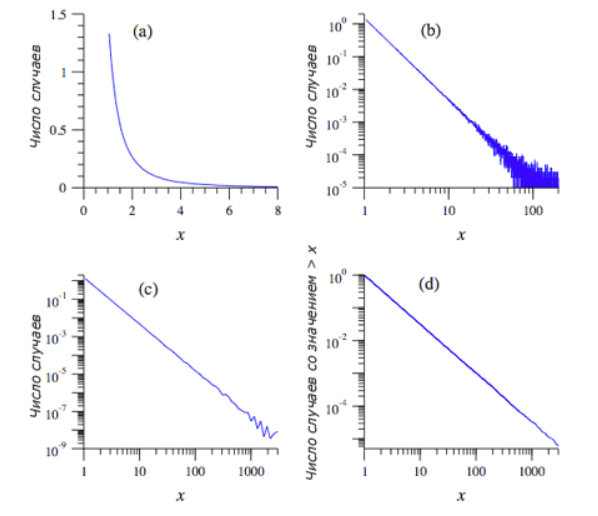 (a)
Число случаев
1.5
1
0.5
0
0 2 4 6 8
x
(b)
Число случаев
10^0
10^-1
10^-2
10^-3
10^-4
10^-5
1 10 100
x
(c)
Число случаев
10^-1
10^-3
10^-5
10^-7
10^-9
1 10 100 1000
x
(d)
Число случаев со значением > x
10^0
10^-2
10^-4
1 10 100 1000
x